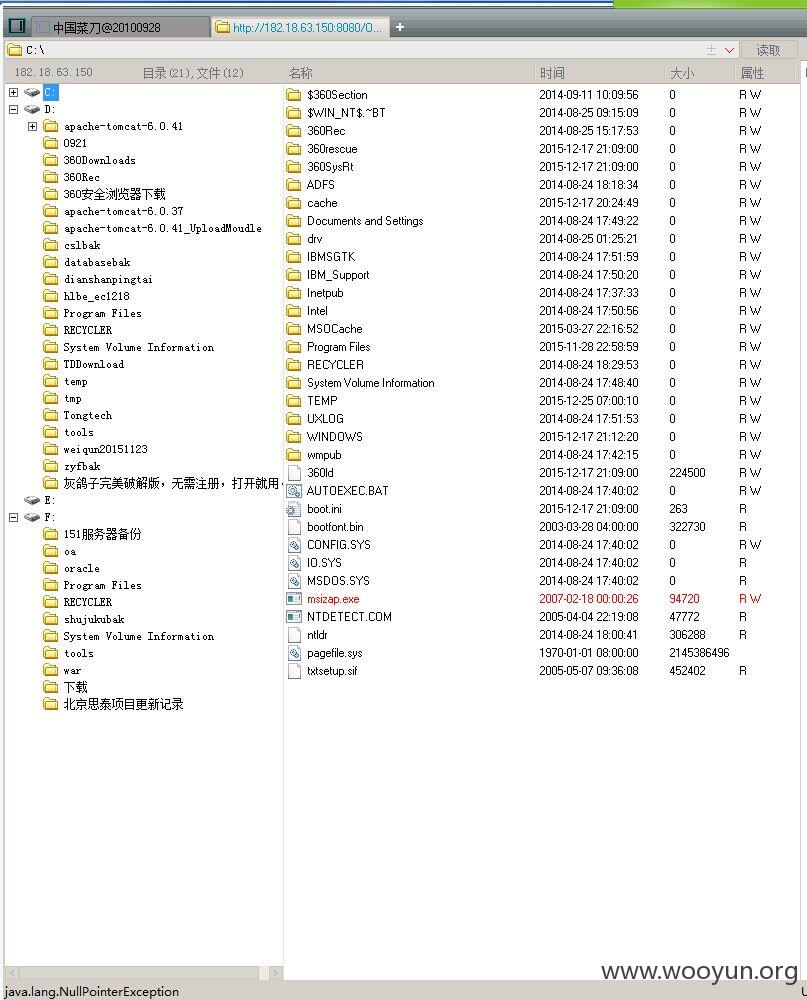 中国菜刀@20100928
http://182.18.63.150:8080/0...
+
C:\
读取
182.18.63.150 目录(21),文件(12)
名称 时间 大小 属性
C:
D:
apache-tomcat-6.0.41
0921
360Downloads
360Rec
360安全浏览器下载
apache-tomcat-6.0.37
apache-tomcat-6.0.41_UploadMoudle
cslbak
databasebak
dianshanpingtai
hlbe_ec1218
Program Files
RECYCLER
System Volume Information
TDDownload
temp
tmp
Tongtech
tools
weiqun20151123
zyfbak
灰鸽子完美破解版，无需注册，打开就用.
E:
F:
151服务器备份
oa
oracle
Program Files
RECYCLER
shujukubak
System Volume Information
tools
war
下载
北京思泰项目更新记录
$360Section 2014-09-11 10:09:56 0 R W
$WIN_NT$.~BT 2014-08-25 09:15:09 0 R W
360Rec 2014-08-25 15:17:53 0 R W
360rescue 2015-12-17 21:09:00 0 R W
360SysRt 2015-12-17 21:09:00 0 R W
ADFS 2014-08-24 18:18:34 0 R W
cache 2015-12-17 20:24:49 0 R W
Documents and Settings 2014-08-24 17:49:22 0 R W
drv 2014-08-25 01:25:21 0 R W
IBMSGTK 2014-08-24 17:51:59 0 R W
IBM_Support 2014-08-24 17:50:20 0 R W
Inetpub 2014-08-24 17:37:33 0 R W
Intel 2014-08-24 17:50:56 0 R W
MSOCache 2015-03-27 22:16:52 0 R W
Program Files 2015-11-28 22:58:59 0 R W
RECYCLER 2014-08-24 18:29:53 0 R W
System Volume Information 2014-08-24 17:48:40 0 R W
TEMP 2015-12-25 07:00:10 0 R W
UXLOG 2014-08-24 17:51:53 0 R W
WINDOWS 2015-12-17 21:12:20 0 R W
wmpub 2014-08-24 17:42:15 0 R W
360ld 2015-12-17 21:09:00 224500 R W
AUTOEXEC.BAT 2014-08-24 17:40:02 0 R W
boot.ini 2015-12-17 21:09:00 263 R
bootfont.bin 2003-03-28 04:00:00 322730 R
CONFIG.SYS 2014-08-24 17:40:02 0 R W
IO.SYS 2014-08-24 17:40:02 0 R
MSDOS.SYS 2014-08-24 17:40:02 0 R
msizap.exe 2007-02-18 00:00:26 94720 R W
NTDETECT.COM 2005-04-04 22:19:08 47772 R
ntldr 2014-08-24 18:00:41 306288 R
pagefile.sys 1970-01-01 08:00:00 2145386496
txtsetup.sif 2005-05-07 09:36:08 452402 R
www.wooyun.org
java.lang.NullPointerException